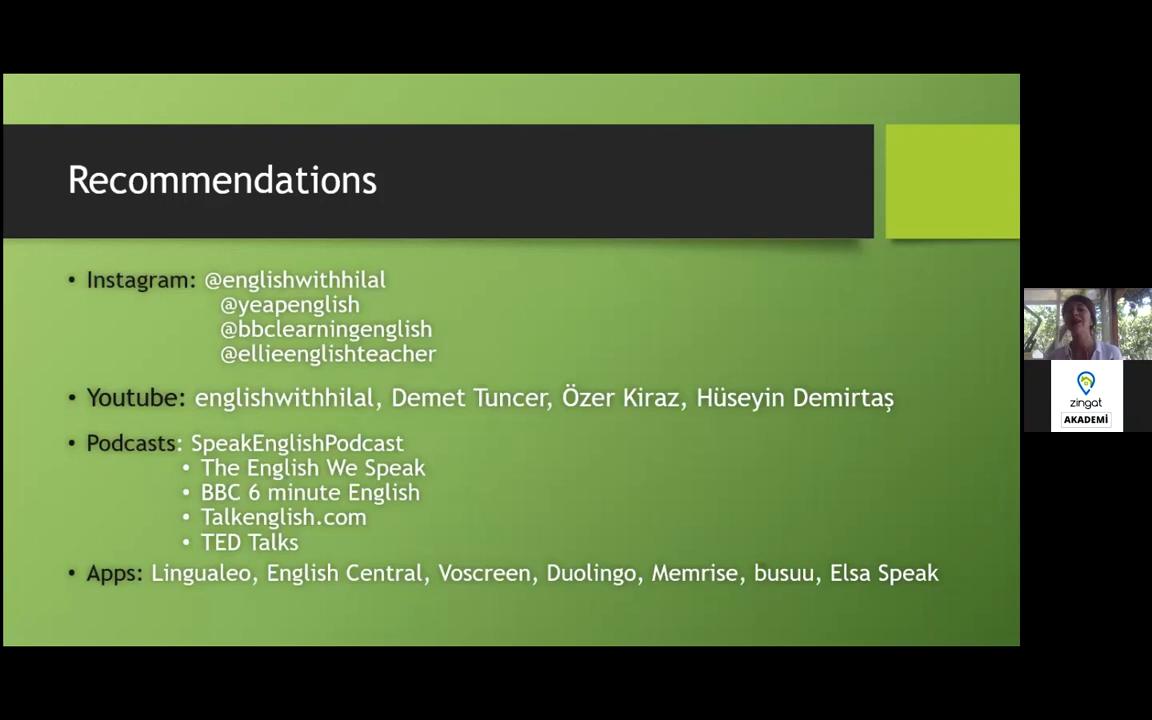 Recommendations
• Instagram: @englishwithhilal
@yeapenglish
@bbclearningenglish
@ellieenglishteacher
• Youtube: englishwithhilal, Demet Tuncer, Özer Kiraz, Hüseyin Demirtaş
• Podcasts: SpeakEnglishPodcast
• The English We Speak
• BBC 6 minute English
• Talkenglish.com
• TED Talks
• Apps: Lingualeo, English Central, Voscreen, Duolingo, Memrise, busuu, Elsa Speak
zingat
AKADEMİ